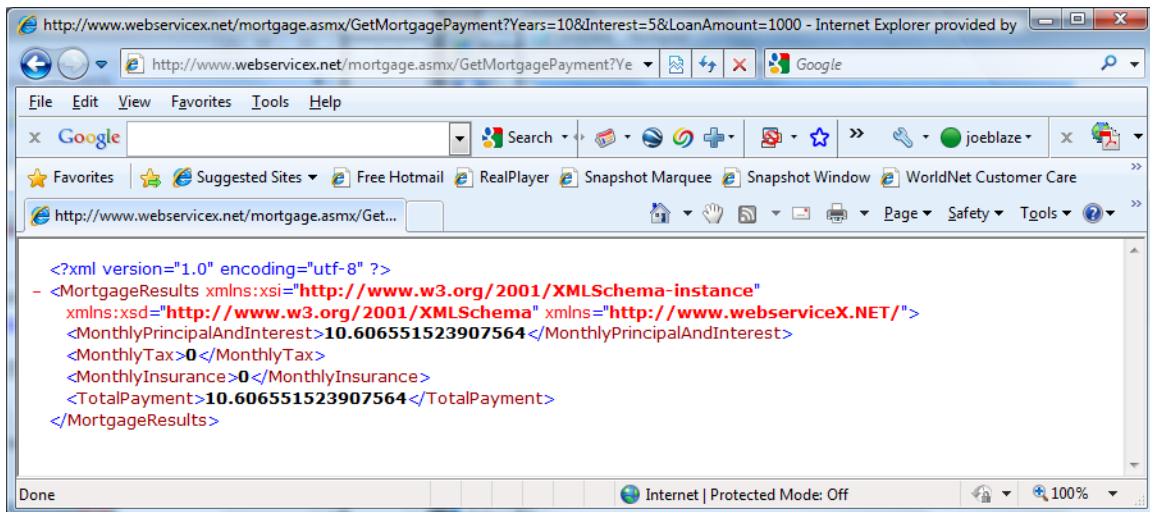 http://www.webservicex.net/mortgage.asmx/GetMortgagePayment?Years=10&Interest=5&LoanAmount=1000 - Internet Explorer provided by
http://www.webservicex.net/mortgage.asmx/GetMortgagePayment?Ye Google
File Edit View Favorites Tools Help
x Google Search » joeblaze x
Favorites Suggested Sites Free Hotmail RealPlayer Snapshot Marquee Snapshot Window WorldNet Customer Care »
http://www.webservicex.net/mortgage.asmx/Get... Page Safety Tools »
<?xml version="1.0" encoding="utf-8" ?>
- <MortgageResults xmlns:xsi="http://www.w3.org/2001/XMLSchema-instance"
xmlns:xsd="http://www.w3.org/2001/XMLSchema" xmlns="http://www.webserviceX.NET/">
<MonthlyPrincipalAndInterest>10.606551523907564</MonthlyPrincipalAndInterest>
<MonthlyTax>0</MonthlyTax>
<MonthlyInsurance>0</MonthlyInsurance>
<TotalPayment>10.606551523907564</TotalPayment>
</MortgageResults>
Done Internet | Protected Mode: Off 100%